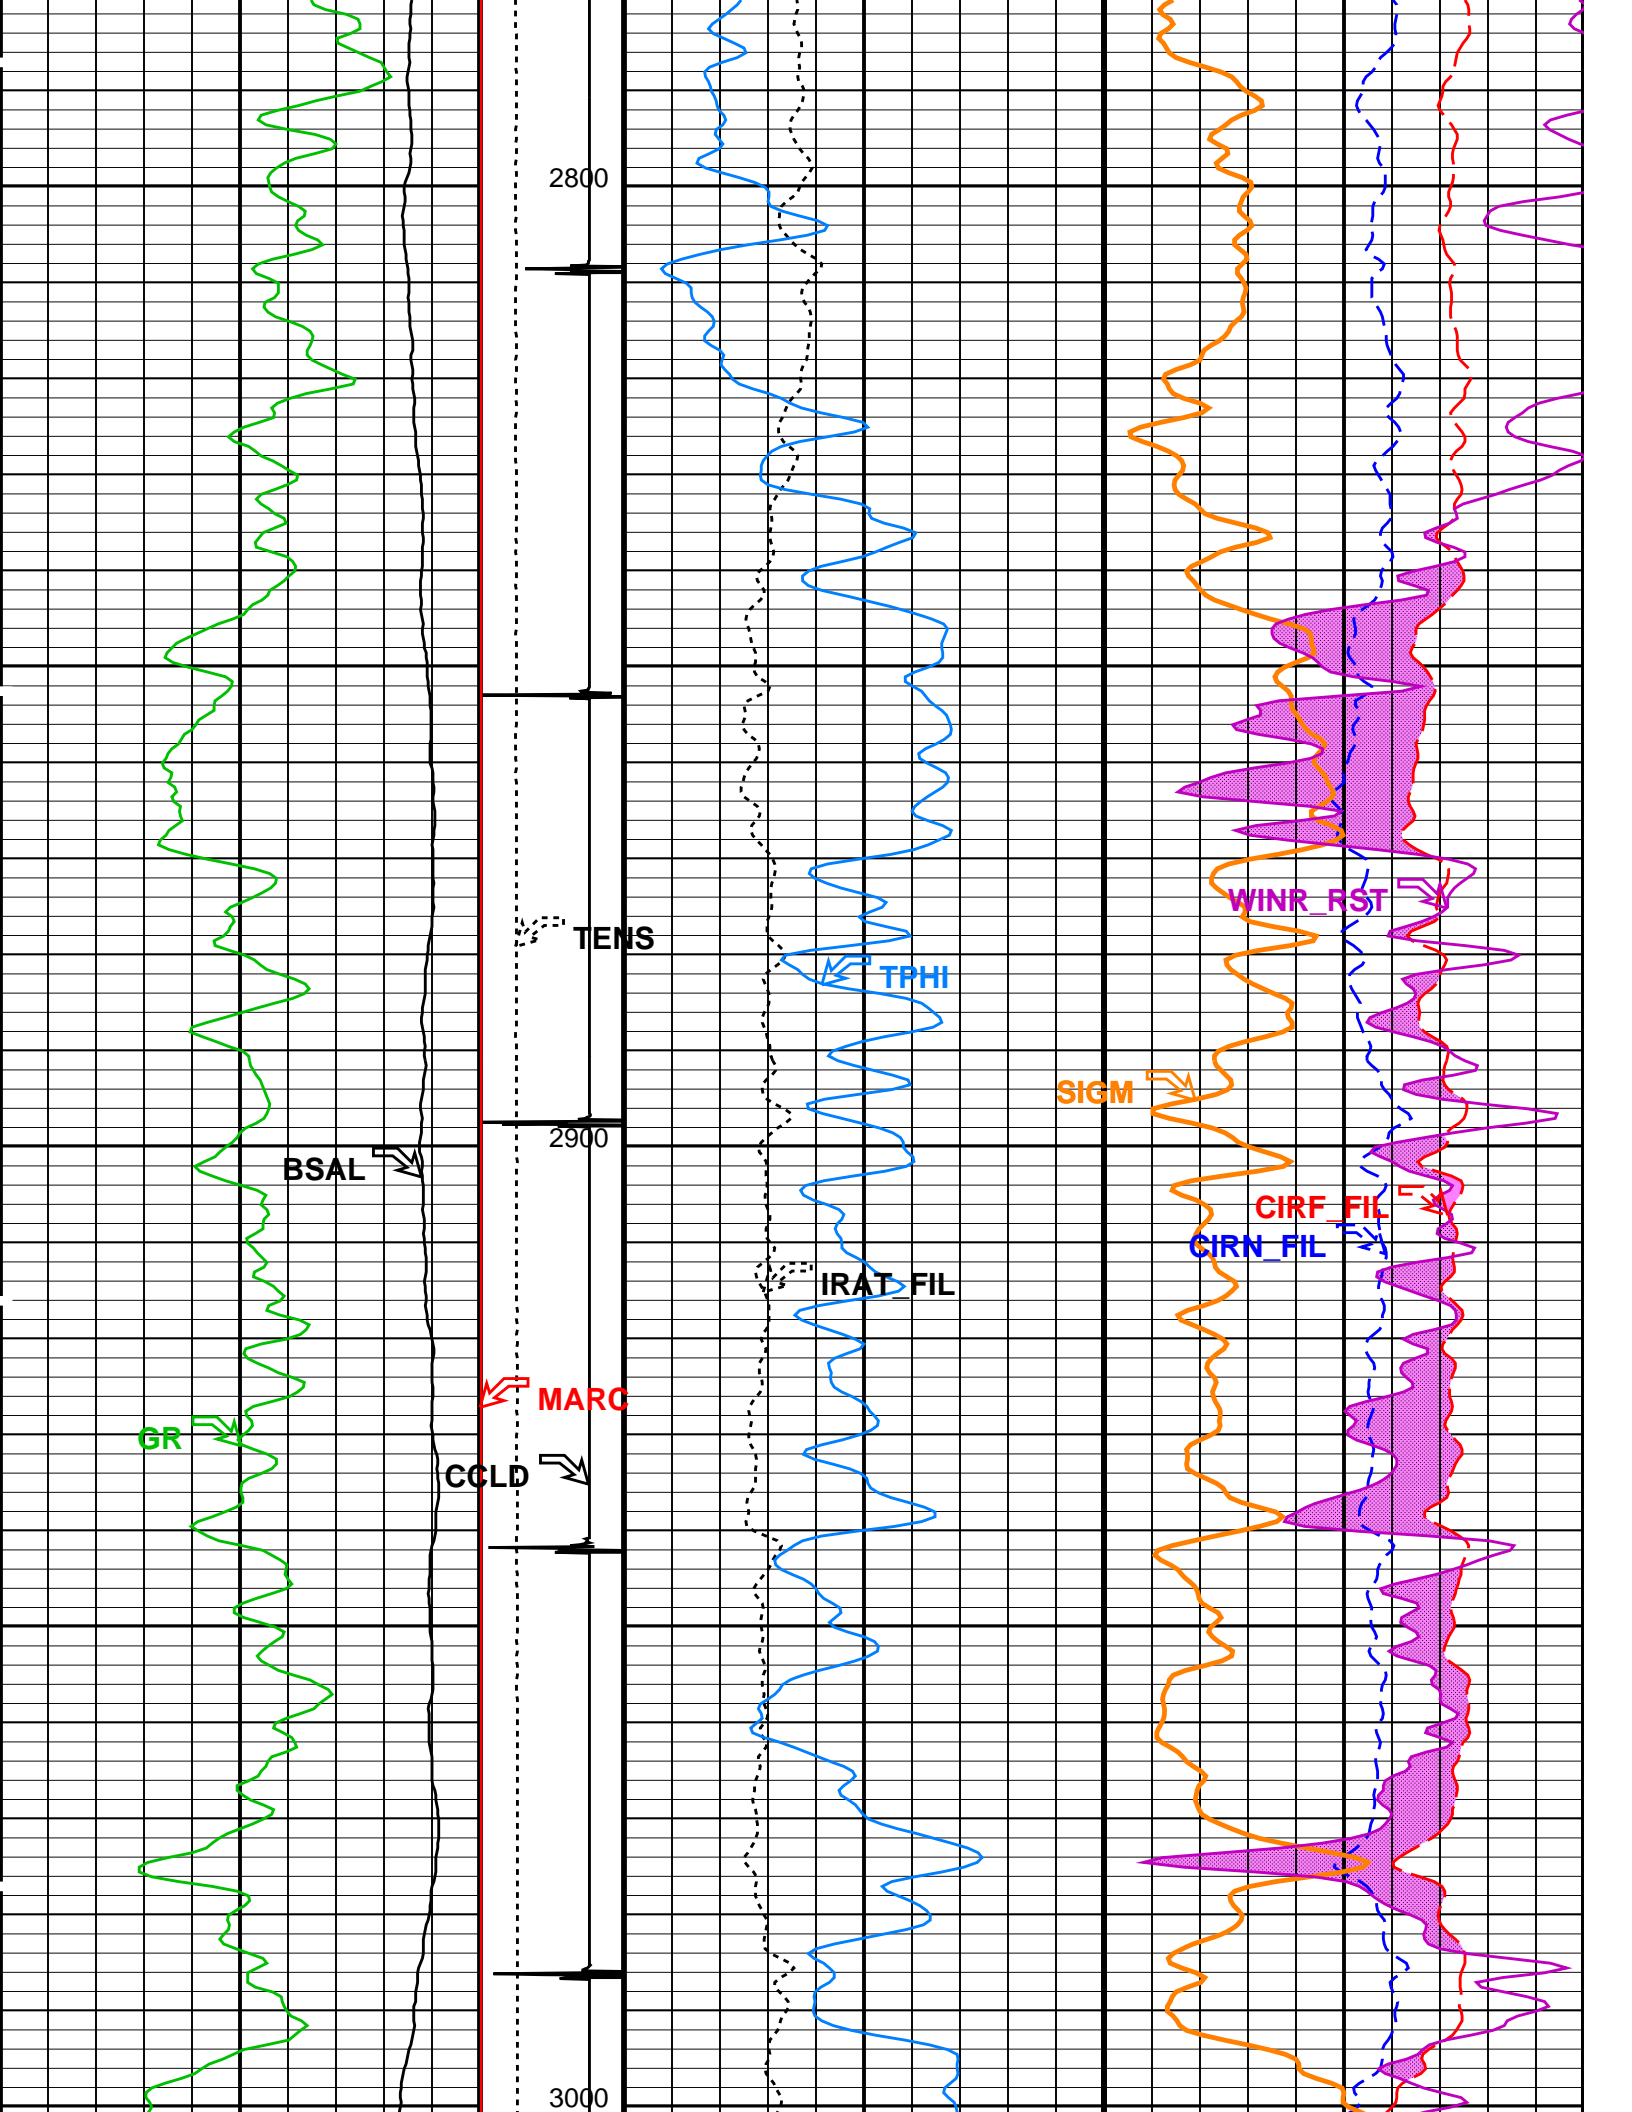 2800
WINR_RST
TENS
TPHI
SIGM
2900
BSAL
CIRF_FIL
CIRN_FIL
IRAT_FIL
MARC
GR
CCLD
3000